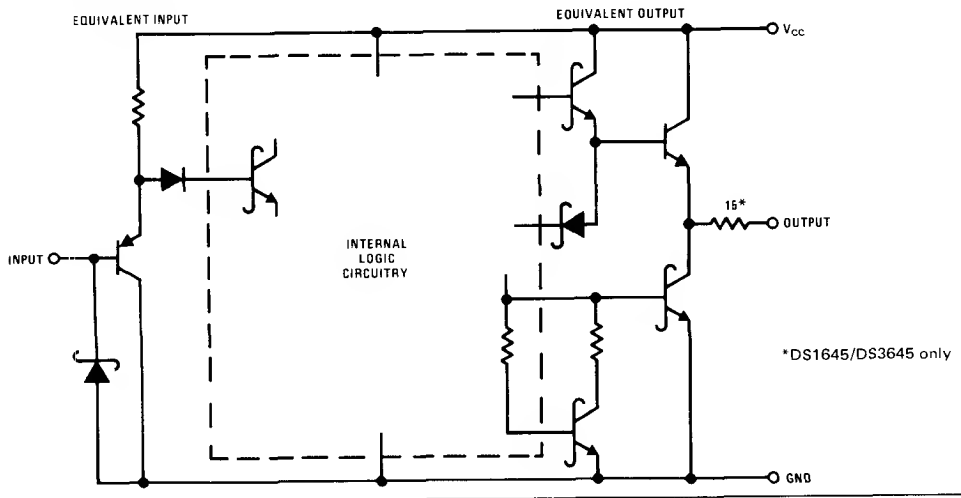 EQUIVALENT INPUT
EQUIVALENT OUTPUT
VCC
15*
OUTPUT
INPUT
INTERNAL
LOGIC
CIRCUITRY
*DS1645/DS3645 only
GND